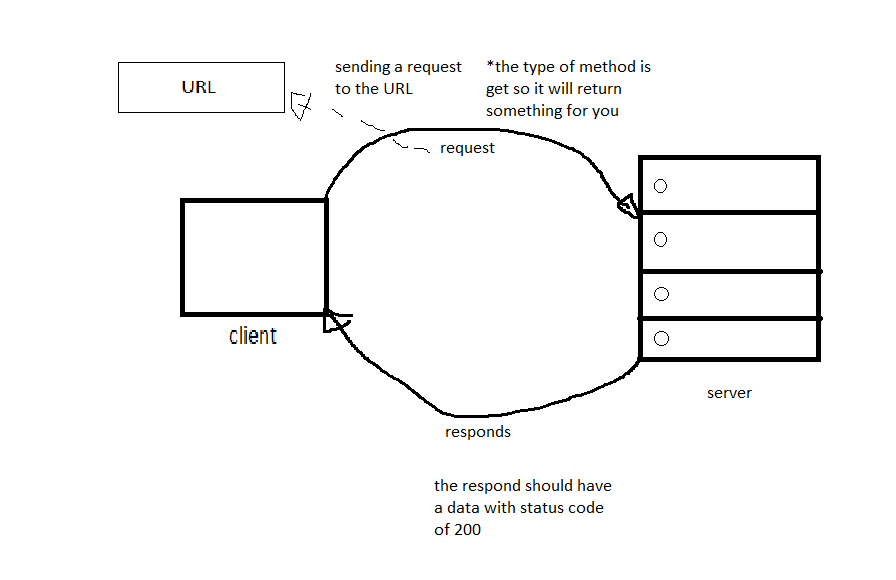 URL
sending a request
to the URL
*the type of method is
get so it will return
something for you
request
client
server
responds
the respond should have
a data with status code
of 200